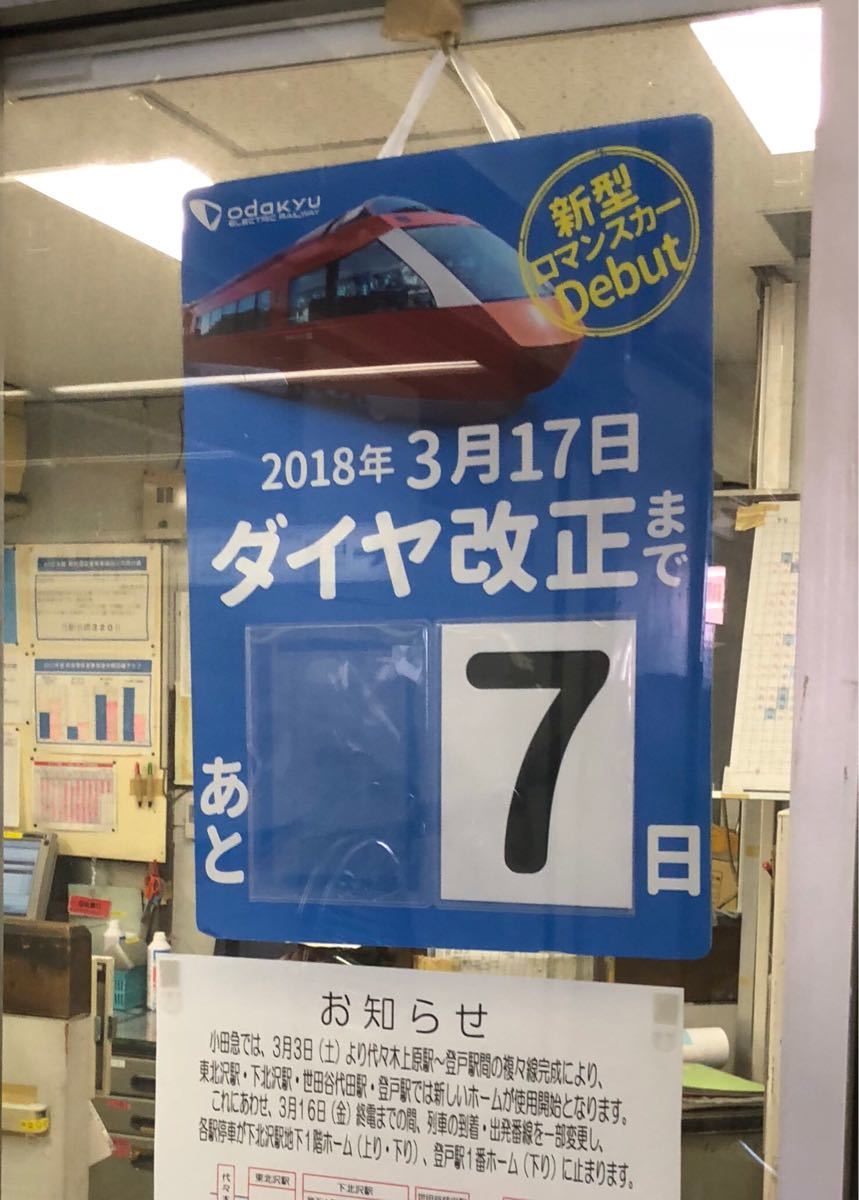 odakyu
ELECTRIC RAILWAY
新型
ロマンスカー
Debut
2018年 3月17日
ダイヤ改正まで
あと 7 日
お知らせ
小田急では、3月3日(土)より代々木上原駅～登戸駅間の複々線完成により、
東北沢駅・下北沢駅・世田谷代田駅・登戸駅では新しいホームが使用開始となります。
これにあわせ、3月16日(金)終電までの間、列車の到着・出発番線を一部変更し、
各駅停車が下北沢駅地下1階ホーム(上り・下り)、登戸駅1番ホーム(下り)に止まります。
代々 東北沢駅 下北沢駅